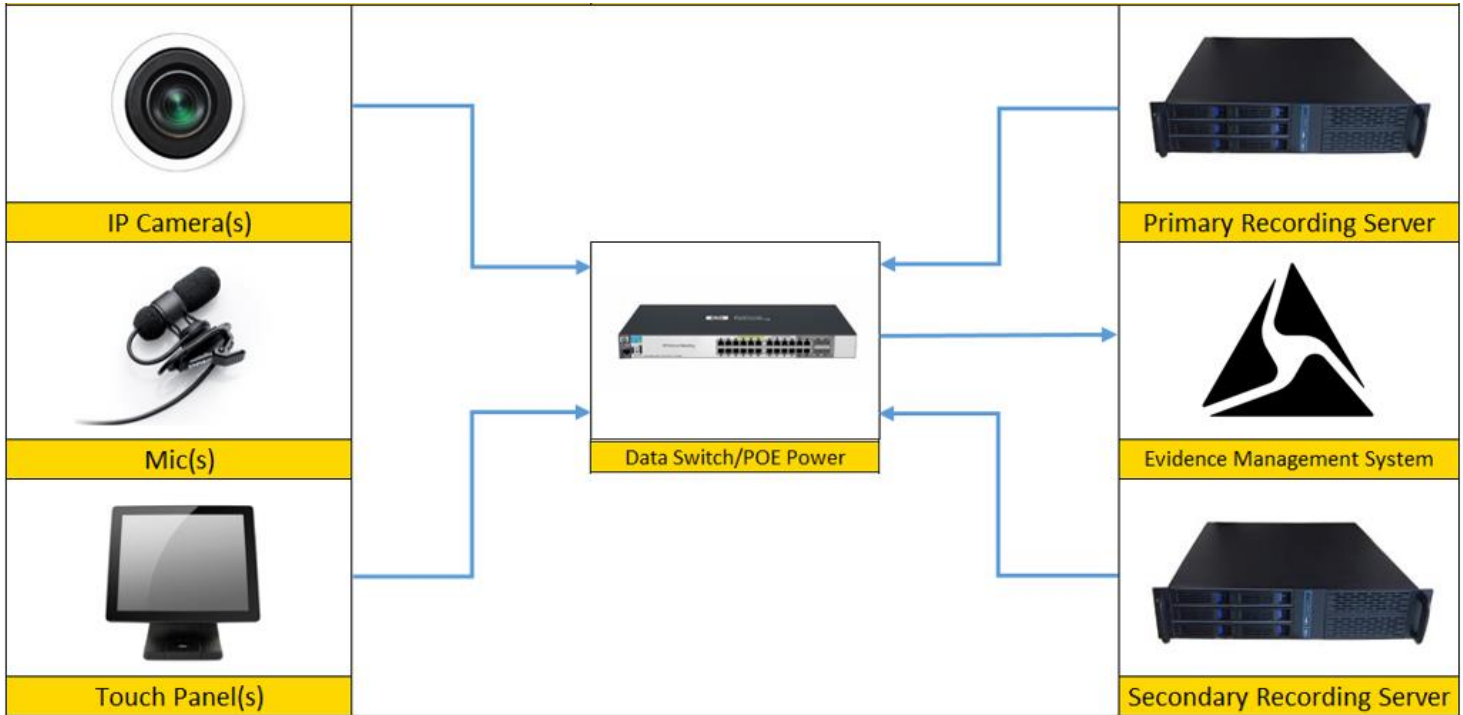 IP Camera(s)
Mic(s)
Touch Panel(s)
Data Switch/POE Power
Primary Recording Server
Evidence Management System
Secondary Recording Server